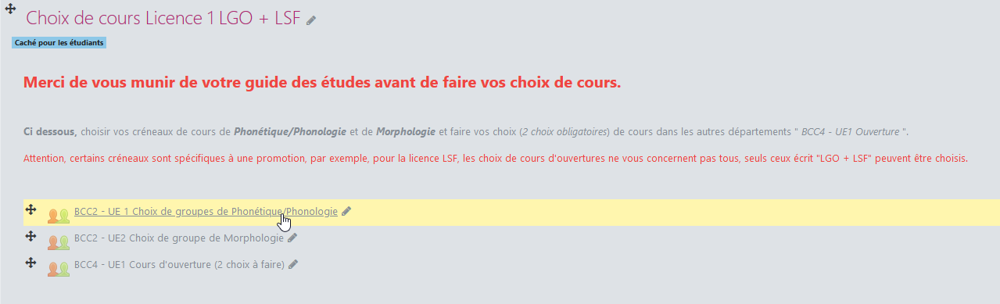 Choix de cours Licence 1 LGO + LSF
Caché pour les étudiants
Merci de vous munir de votre guide des études avant de faire vos choix de cours.
Ci dessous, choisir vos créneaux de cours de Phonétique/Phonologie et de Morphologie et faire vos choix (2 choix obligatoires) de cours dans les autres départements " BCC4 - UE1 Ouverture ".
Attention, certains créneaux sont spécifiques à une promotion, par exemple, pour la licence LSF, les choix de cours d'ouvertures ne vous concernent pas tous, seuls ceux écrit "LGO + LSF" peuvent être choisis.
BCC2 - UE 1 Choix de groupes de Phonétique/Phonologie
BCC2 - UE2 Choix de groupe de Morphologie
BCC4 - UE1 Cours d'ouverture (2 choix à faire)